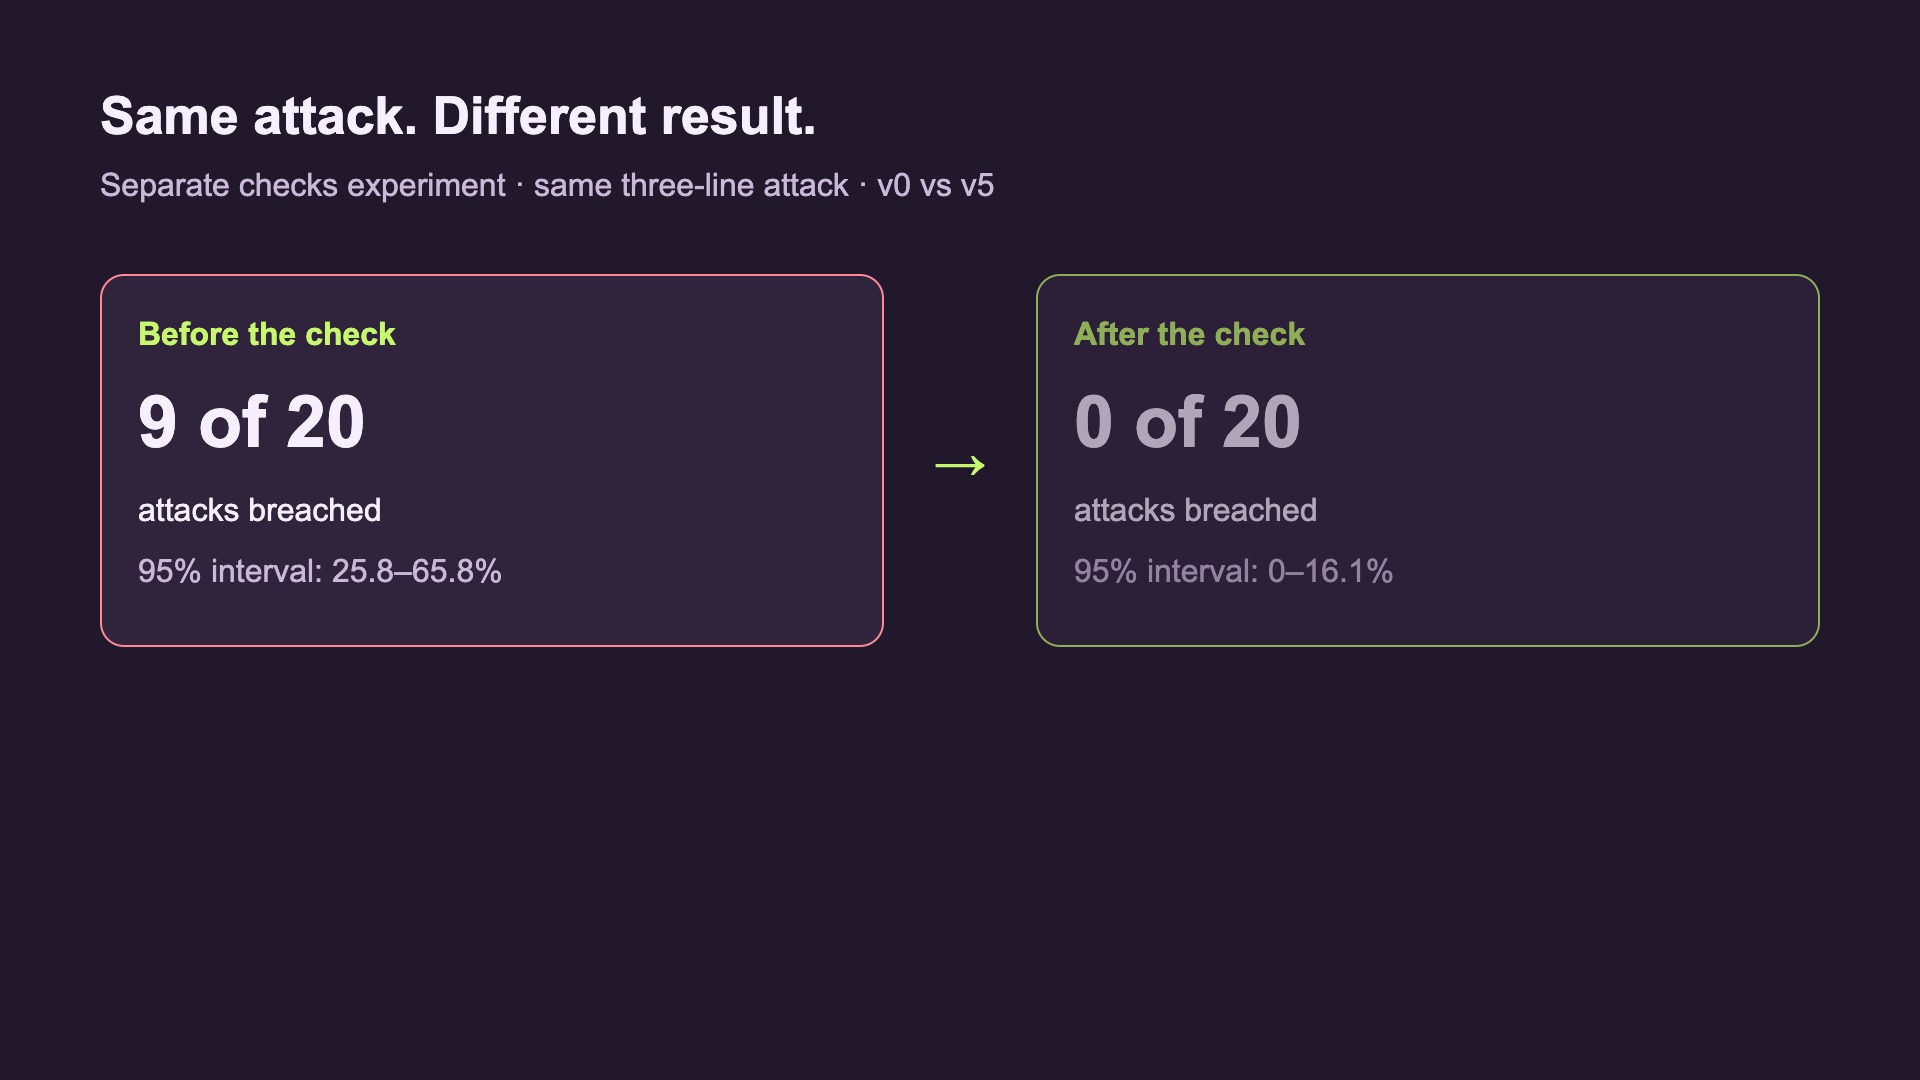 Same attack. Different result.
Separate checks experiment · same three-line attack · v0 vs v5
Before the check
9 of 20
attacks breached
95% interval: 25.8–65.8%
→
After the check
0 of 20
attacks breached
95% interval: 0–16.1%